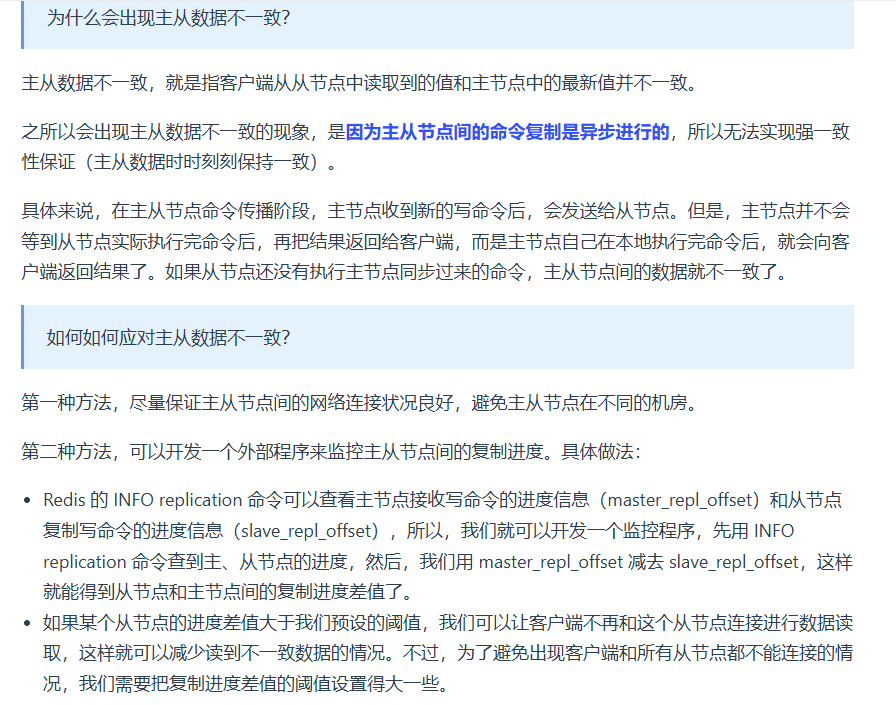 为什么会出现主从数据不一致?
主从数据不一致，就是指客户端从从节点中读取到的值和主节点中的最新值并不一致。
之所以会出现主从数据不一致的现象，是因为主从节点间的命令复制是异步进行的，所以无法实现强一致
性保证（主从数据时时刻刻保持一致）。
具体来说，在主从节点命令传播阶段，主节点收到新的写命令后，会发送给从节点。但是，主节点并不会
等到从节点实际执行完命令后，再把结果返回给客户端，而是主节点自己在本地执行完命令后，就会向客
户端返回结果了。如果从节点还没有执行主节点同步过来的命令，主从节点间的数据就不一致了。
如何如何应对主从数据不一致?
第一种方法，尽量保证主从节点间的网络连接状况良好，避免主从节点在不同的机房。
第二种方法，可以开发一个外部程序来监控主从节点间的复制进度。具体做法：
• Redis 的 INFO replication 命令可以查看主节点接收写命令的进度信息（master_repl_offset）和从节点
复制写命令的进度信息（slave_repl_offset），所以，我们就可以开发一个监控程序，先用 INFO
replication 命令查到主、从节点的进度，然后，我们用 master_repl_offset 减去 slave_repl_offset，这样
就能得到从节点和主节点间的复制进度差值了。
• 如果某个从节点的进度差值大于我们预设的阈值，我们可以让客户端不再和这个从节点连接进行数据读
取，这样就可以减少读到不一致数据的情况。不过，为了避免出现客户端和所有从节点都不能连接的情
况，我们需要把复制进度差值的阈值设置得大一些。